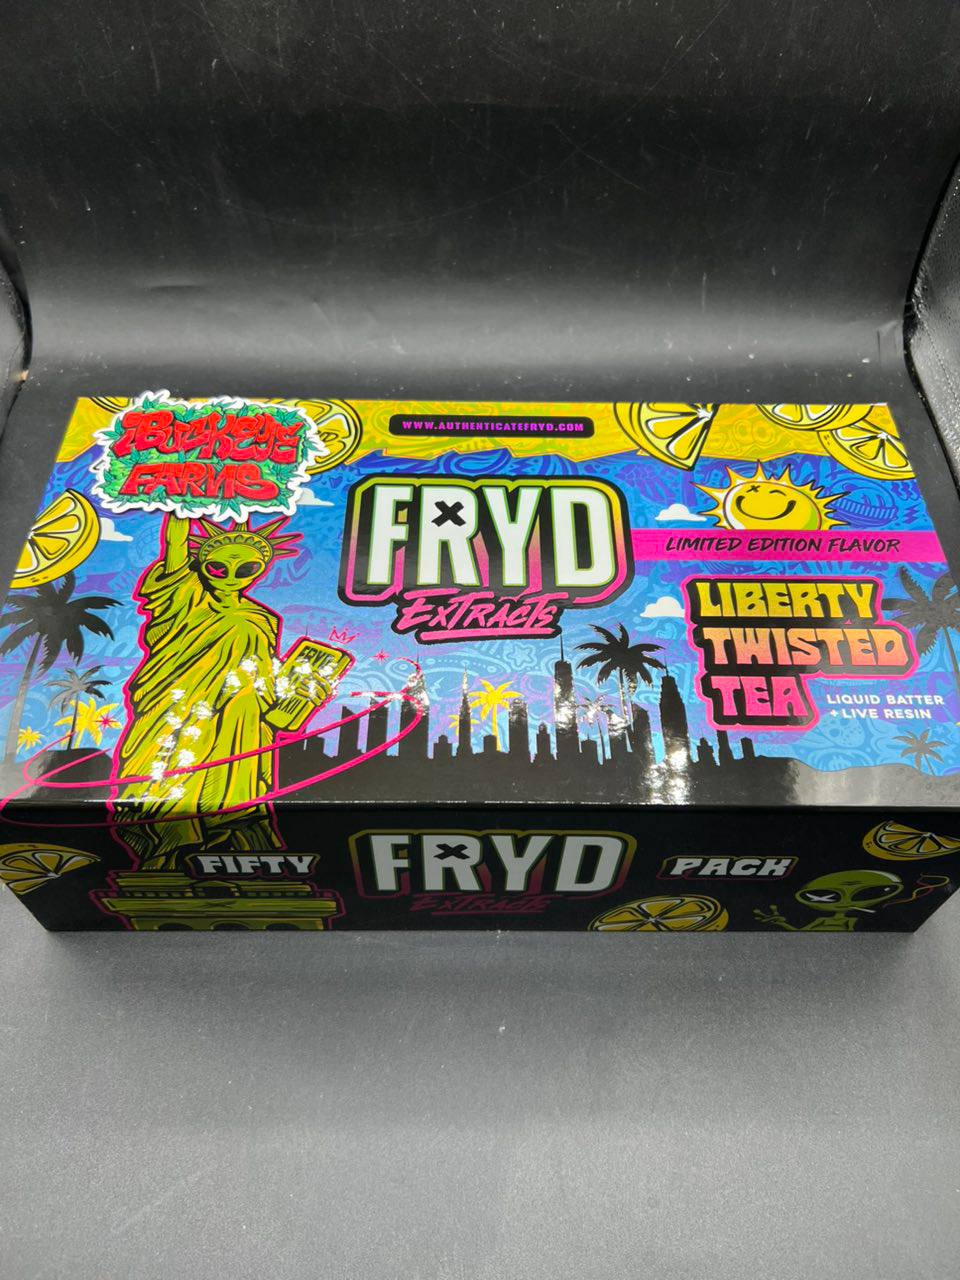 BUCKEYE
FARMS
WWW.AUTHENTICATEFRYD.COM
FRYD
EXTRACTS
LIMITED EDITION FLAVOR
LIBERTY
TWISTED
TEA
LIQUID BATTER
+ LIVE RESIN
FIFTY
FRYD
EXTRACTS
PACK